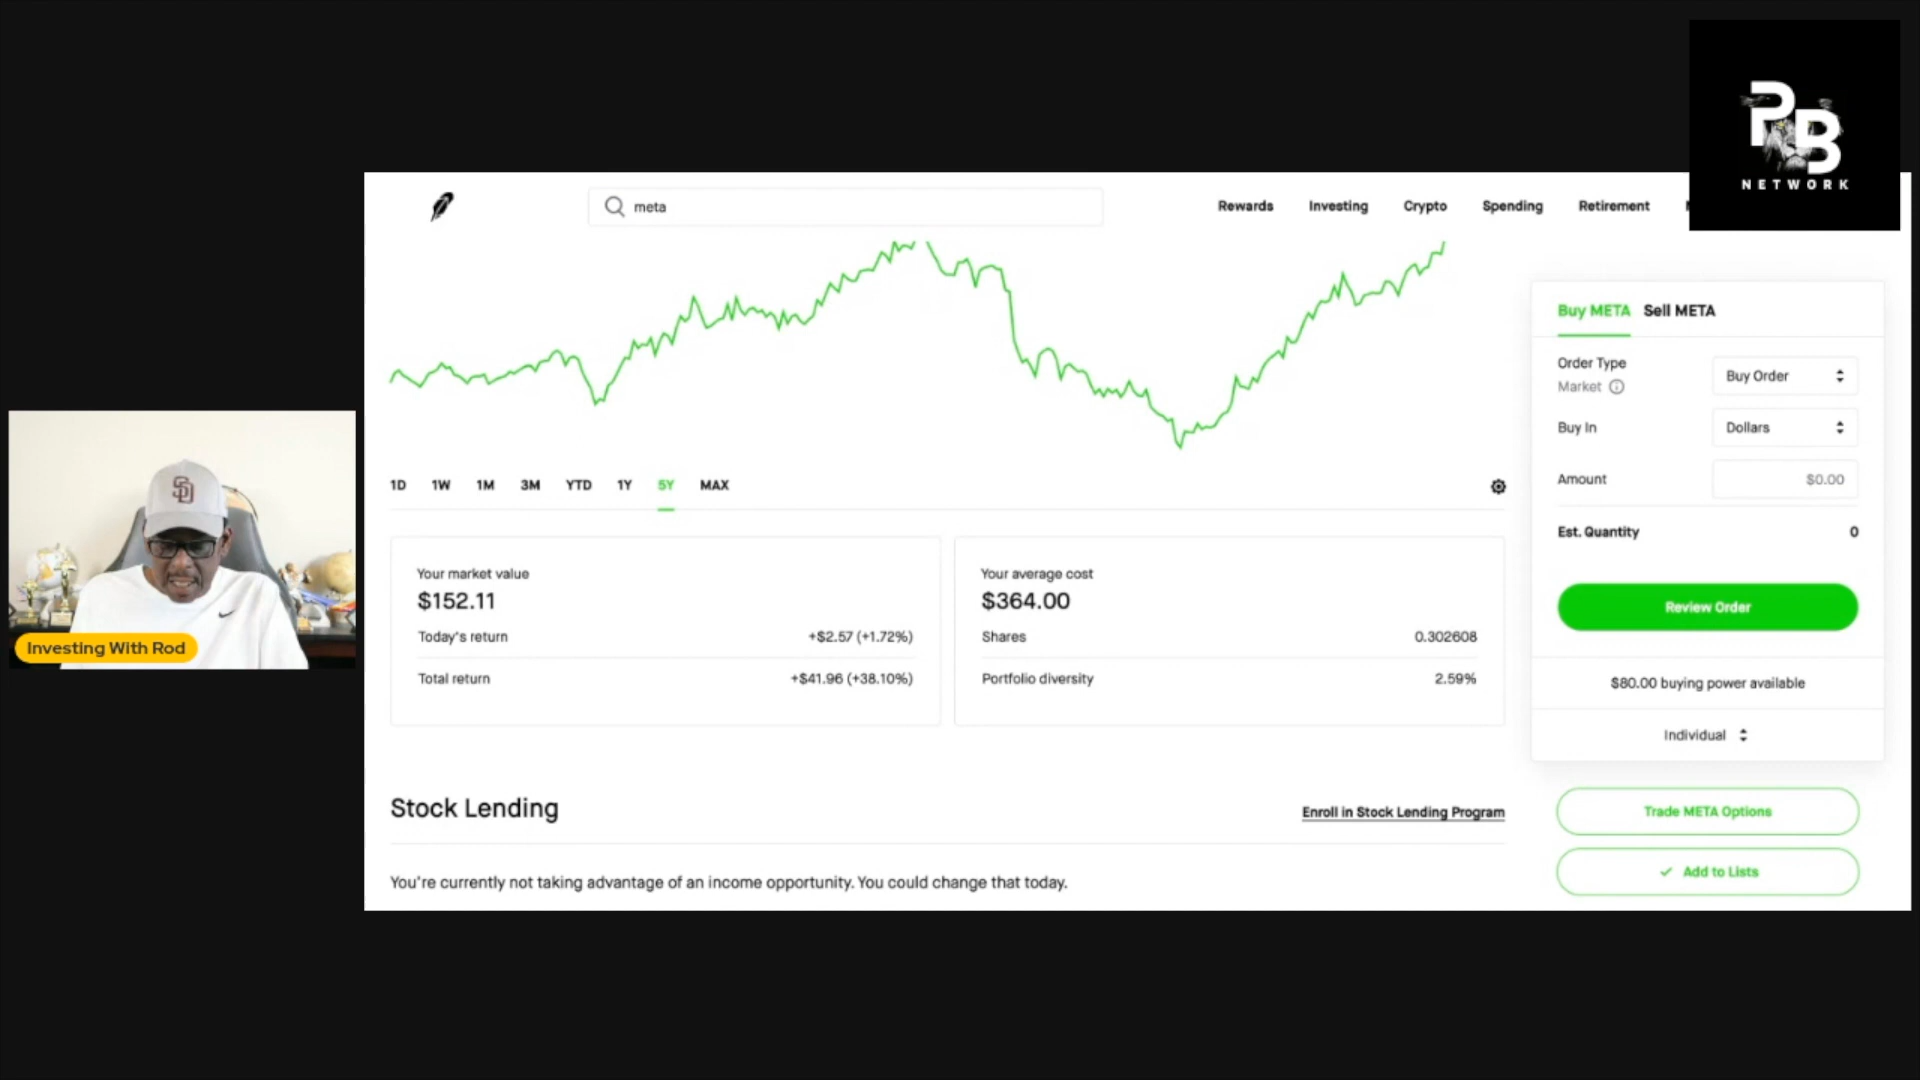 PB
NETWORK
meta
Rewards
Investing
Crypto
Spending
Retirement
Buy META
Sell META
Order Type
Market
Buy Order
Buy In
Dollars
Amount
$0.00
Est. Quantity
0
Review Order
$80.00 buying power available
Individual
Trade META Options
Add to Lists
1D
1W
1M
3M
YTD
1Y
5Y
MAX
Your market value
$152.11
Today's return
+$2.57 (+1.72%)
Total return
+$41.96 (+38.10%)
Your average cost
$364.00
Shares
0.302608
Portfolio diversity
2.59%
Stock Lending
Enroll in Stock Lending Program
You're currently not taking advantage of an income opportunity. You could change that today.
SD
Investing With Rod